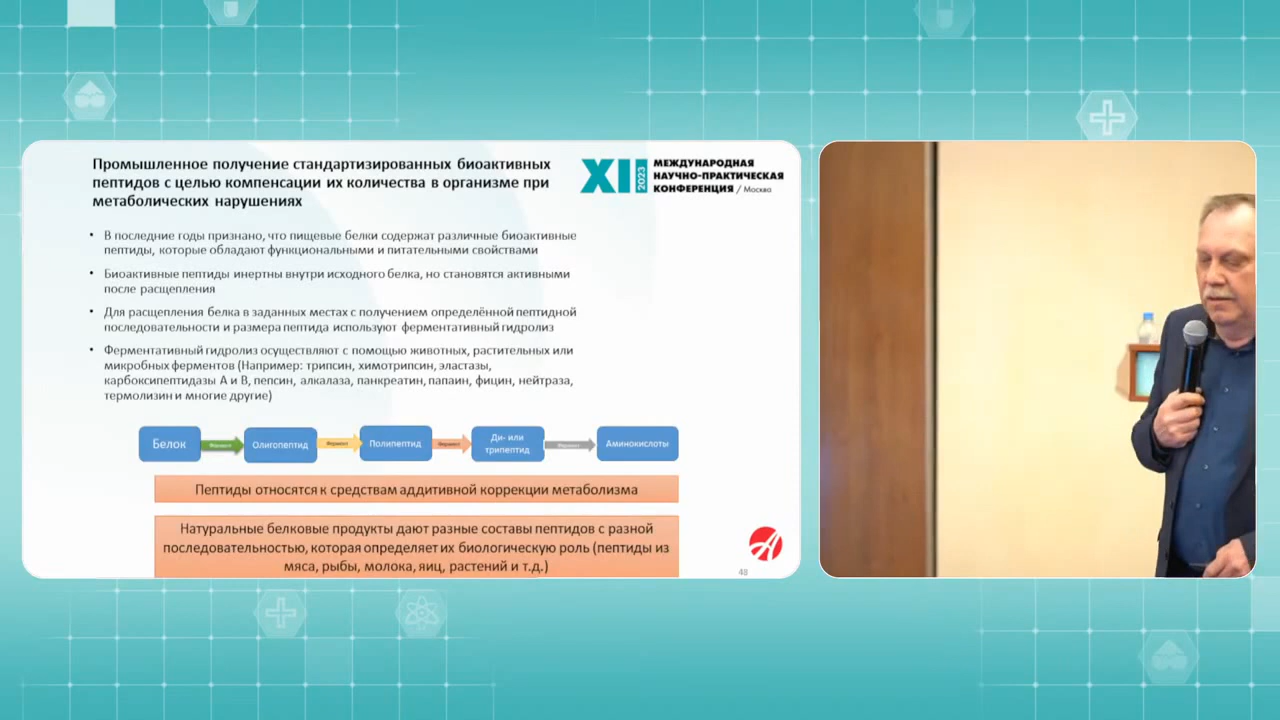 Промышленное получение стандартизированных биоактивных
пептидов с целью компенсации их количества в организме при
метаболических нарушениях
XII 2023
МЕЖДУНАРОДНАЯ
НАУЧНО-ПРАКТИЧЕСКАЯ
КОНФЕРЕНЦИЯ / Москва
• В последние годы признано, что пищевые белки содержат различные биоактивные
пептиды, которые обладают функциональными и питательными свойствами
• Биоактивные пептиды инертны внутри исходного белка, но становятся активными
после расщепления
• Для расщепления белка в заданных местах с получением определённой пептидной
последовательности и размера пептида используют ферментативный гидролиз
• Ферментативный гидролиз осуществляют с помощью животных, растительных или
микробных ферментов (Например: трипсин, химотрипсин, эластазы,
карбоксипептидазы А и В, пепсин, алкалаза, панкреатин, папаин, фицин, нейтраза,
термолизин и многие другие)
Белок
Фермент
Олигопептид
Фермент
Полипептид
Фермент
Ди- или
трипептид
Фермент
Аминокислоты
Пептиды относятся к средствам аддитивной коррекции метаболизма
Натуральные белковые продукты дают разные составы пептидов с разной
последовательностью, которая определяет их биологическую роль (пептиды из
мяса, рыбы, молока, яиц, растений и т.д.)
48